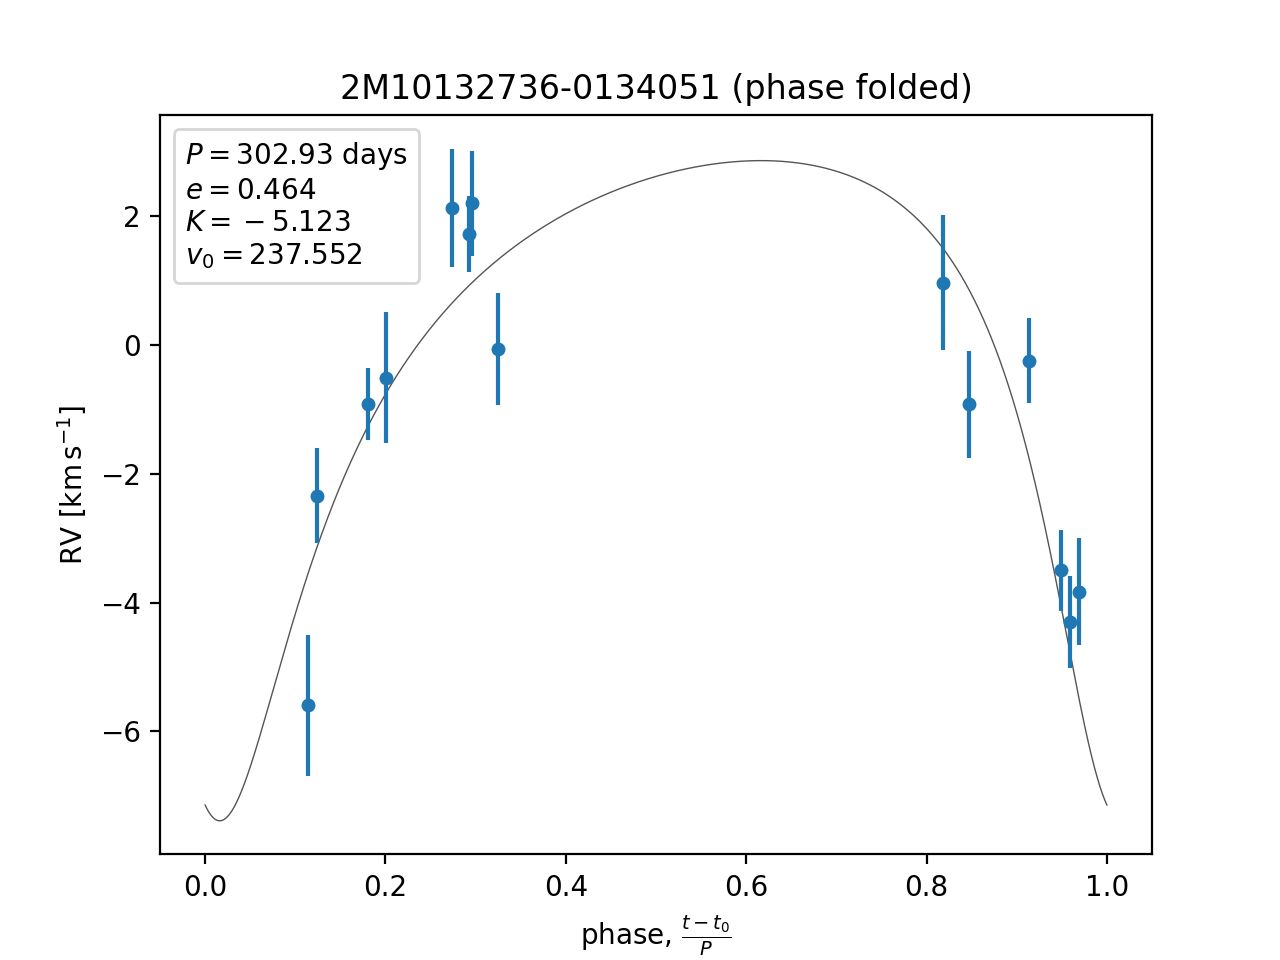 2M10132736-0134051 (phase folded)
P = 302.93 days
e = 0.464
K = −5.123
v₀ = 237.552
2
0
−2
−4
−6
RV [km s⁻¹]
0.0 0.2 0.4 0.6 0.8 1.0
phase, (t − t₀)/P